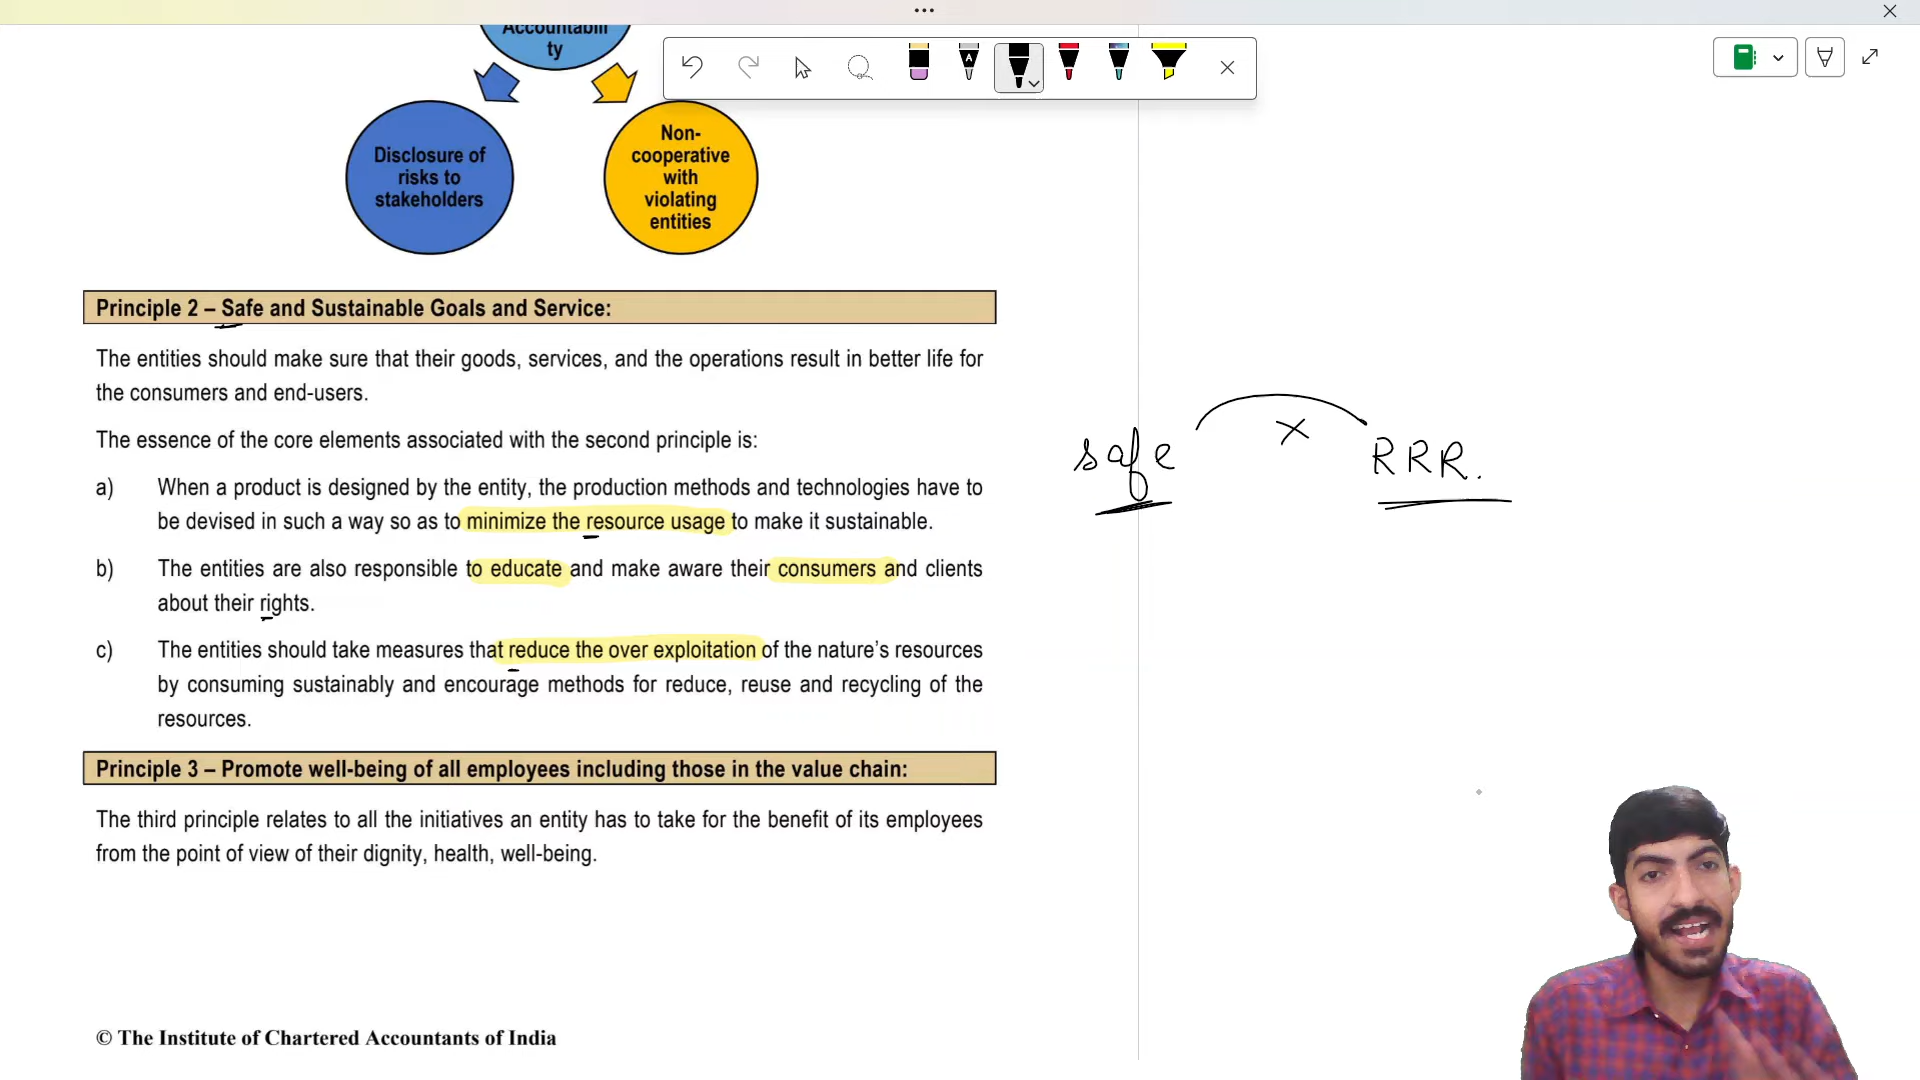 Accountabili
ty
Disclosure of
risks to
stakeholders
Non-
cooperative
with
violating
entities
A
Principle 2 – Safe and Sustainable Goals and Service:
The entities should make sure that their goods, services, and the operations result in better life for
the consumers and end-users.
The essence of the core elements associated with the second principle is:
a) When a product is designed by the entity, the production methods and technologies have to
be devised in such a way so as to minimize the resource usage to make it sustainable.
b) The entities are also responsible to educate and make aware their consumers and clients
about their rights.
c) The entities should take measures that reduce the over exploitation of the nature's resources
by consuming sustainably and encourage methods for reduce, reuse and recycling of the
resources.
safe × RRR.
Principle 3 – Promote well-being of all employees including those in the value chain:
The third principle relates to all the initiatives an entity has to take for the benefit of its employees
from the point of view of their dignity, health, well-being.
© The Institute of Chartered Accountants of India